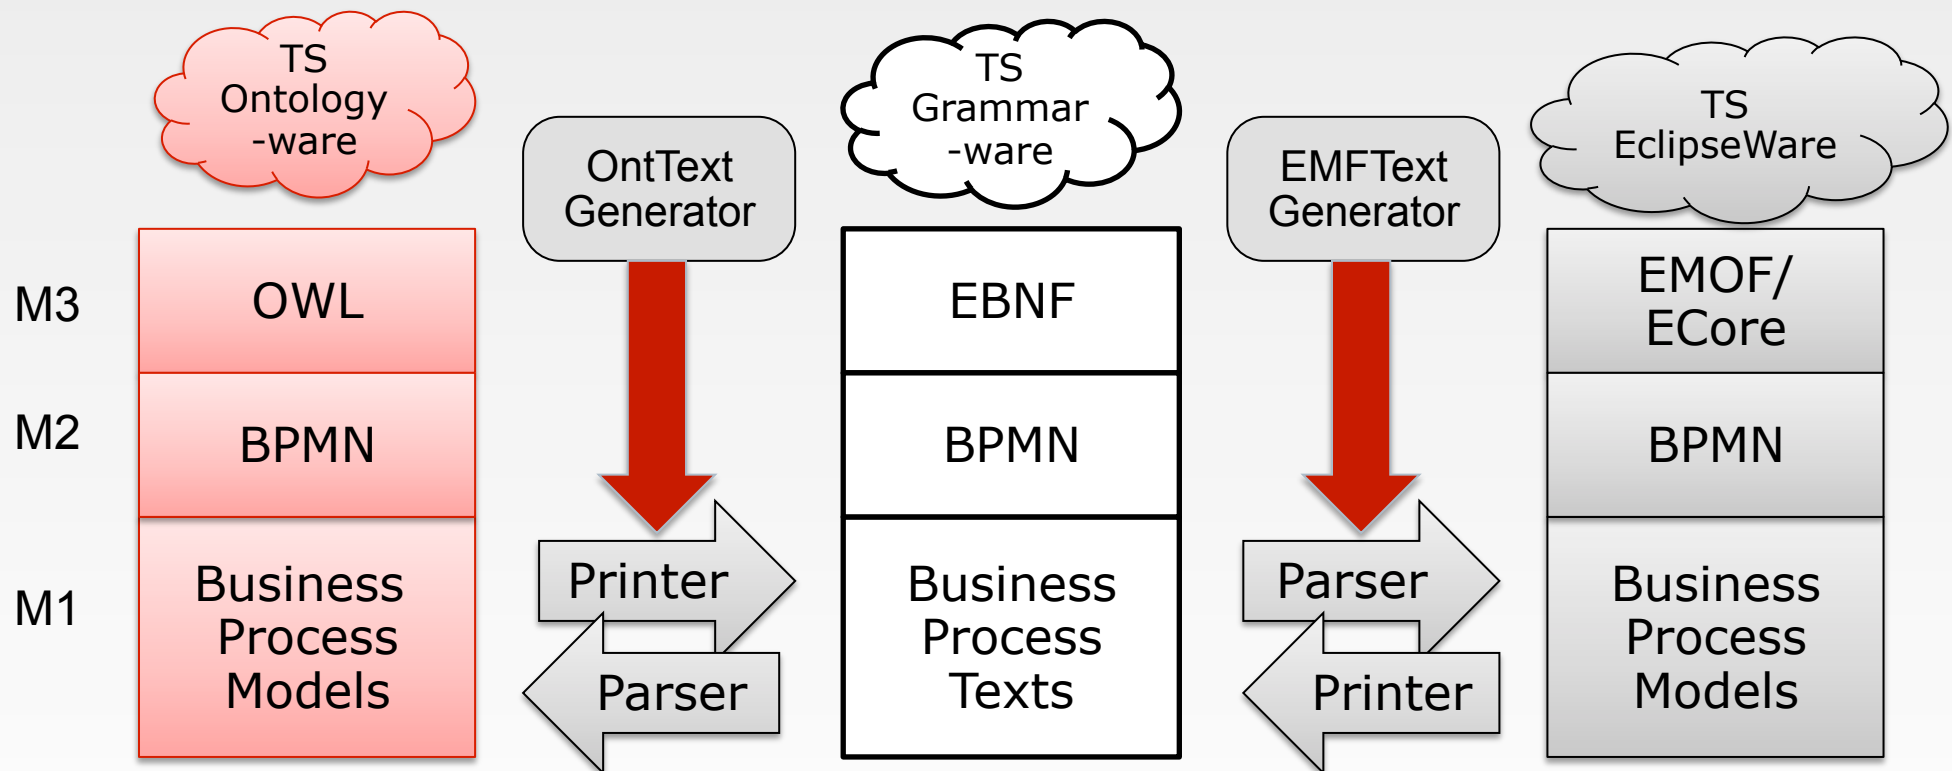 TS
Ontology
-ware
TS
Grammar
-ware
TS
EclipseWare
OntText
Generator
EMFText
Generator
M3
OWL
EBNF
EMOF/
ECore
M2
BPMN
BPMN
BPMN
M1
Business
Process
Models
Printer
Parser
Business
Process
Texts
Parser
Printer
Business
Process
Models